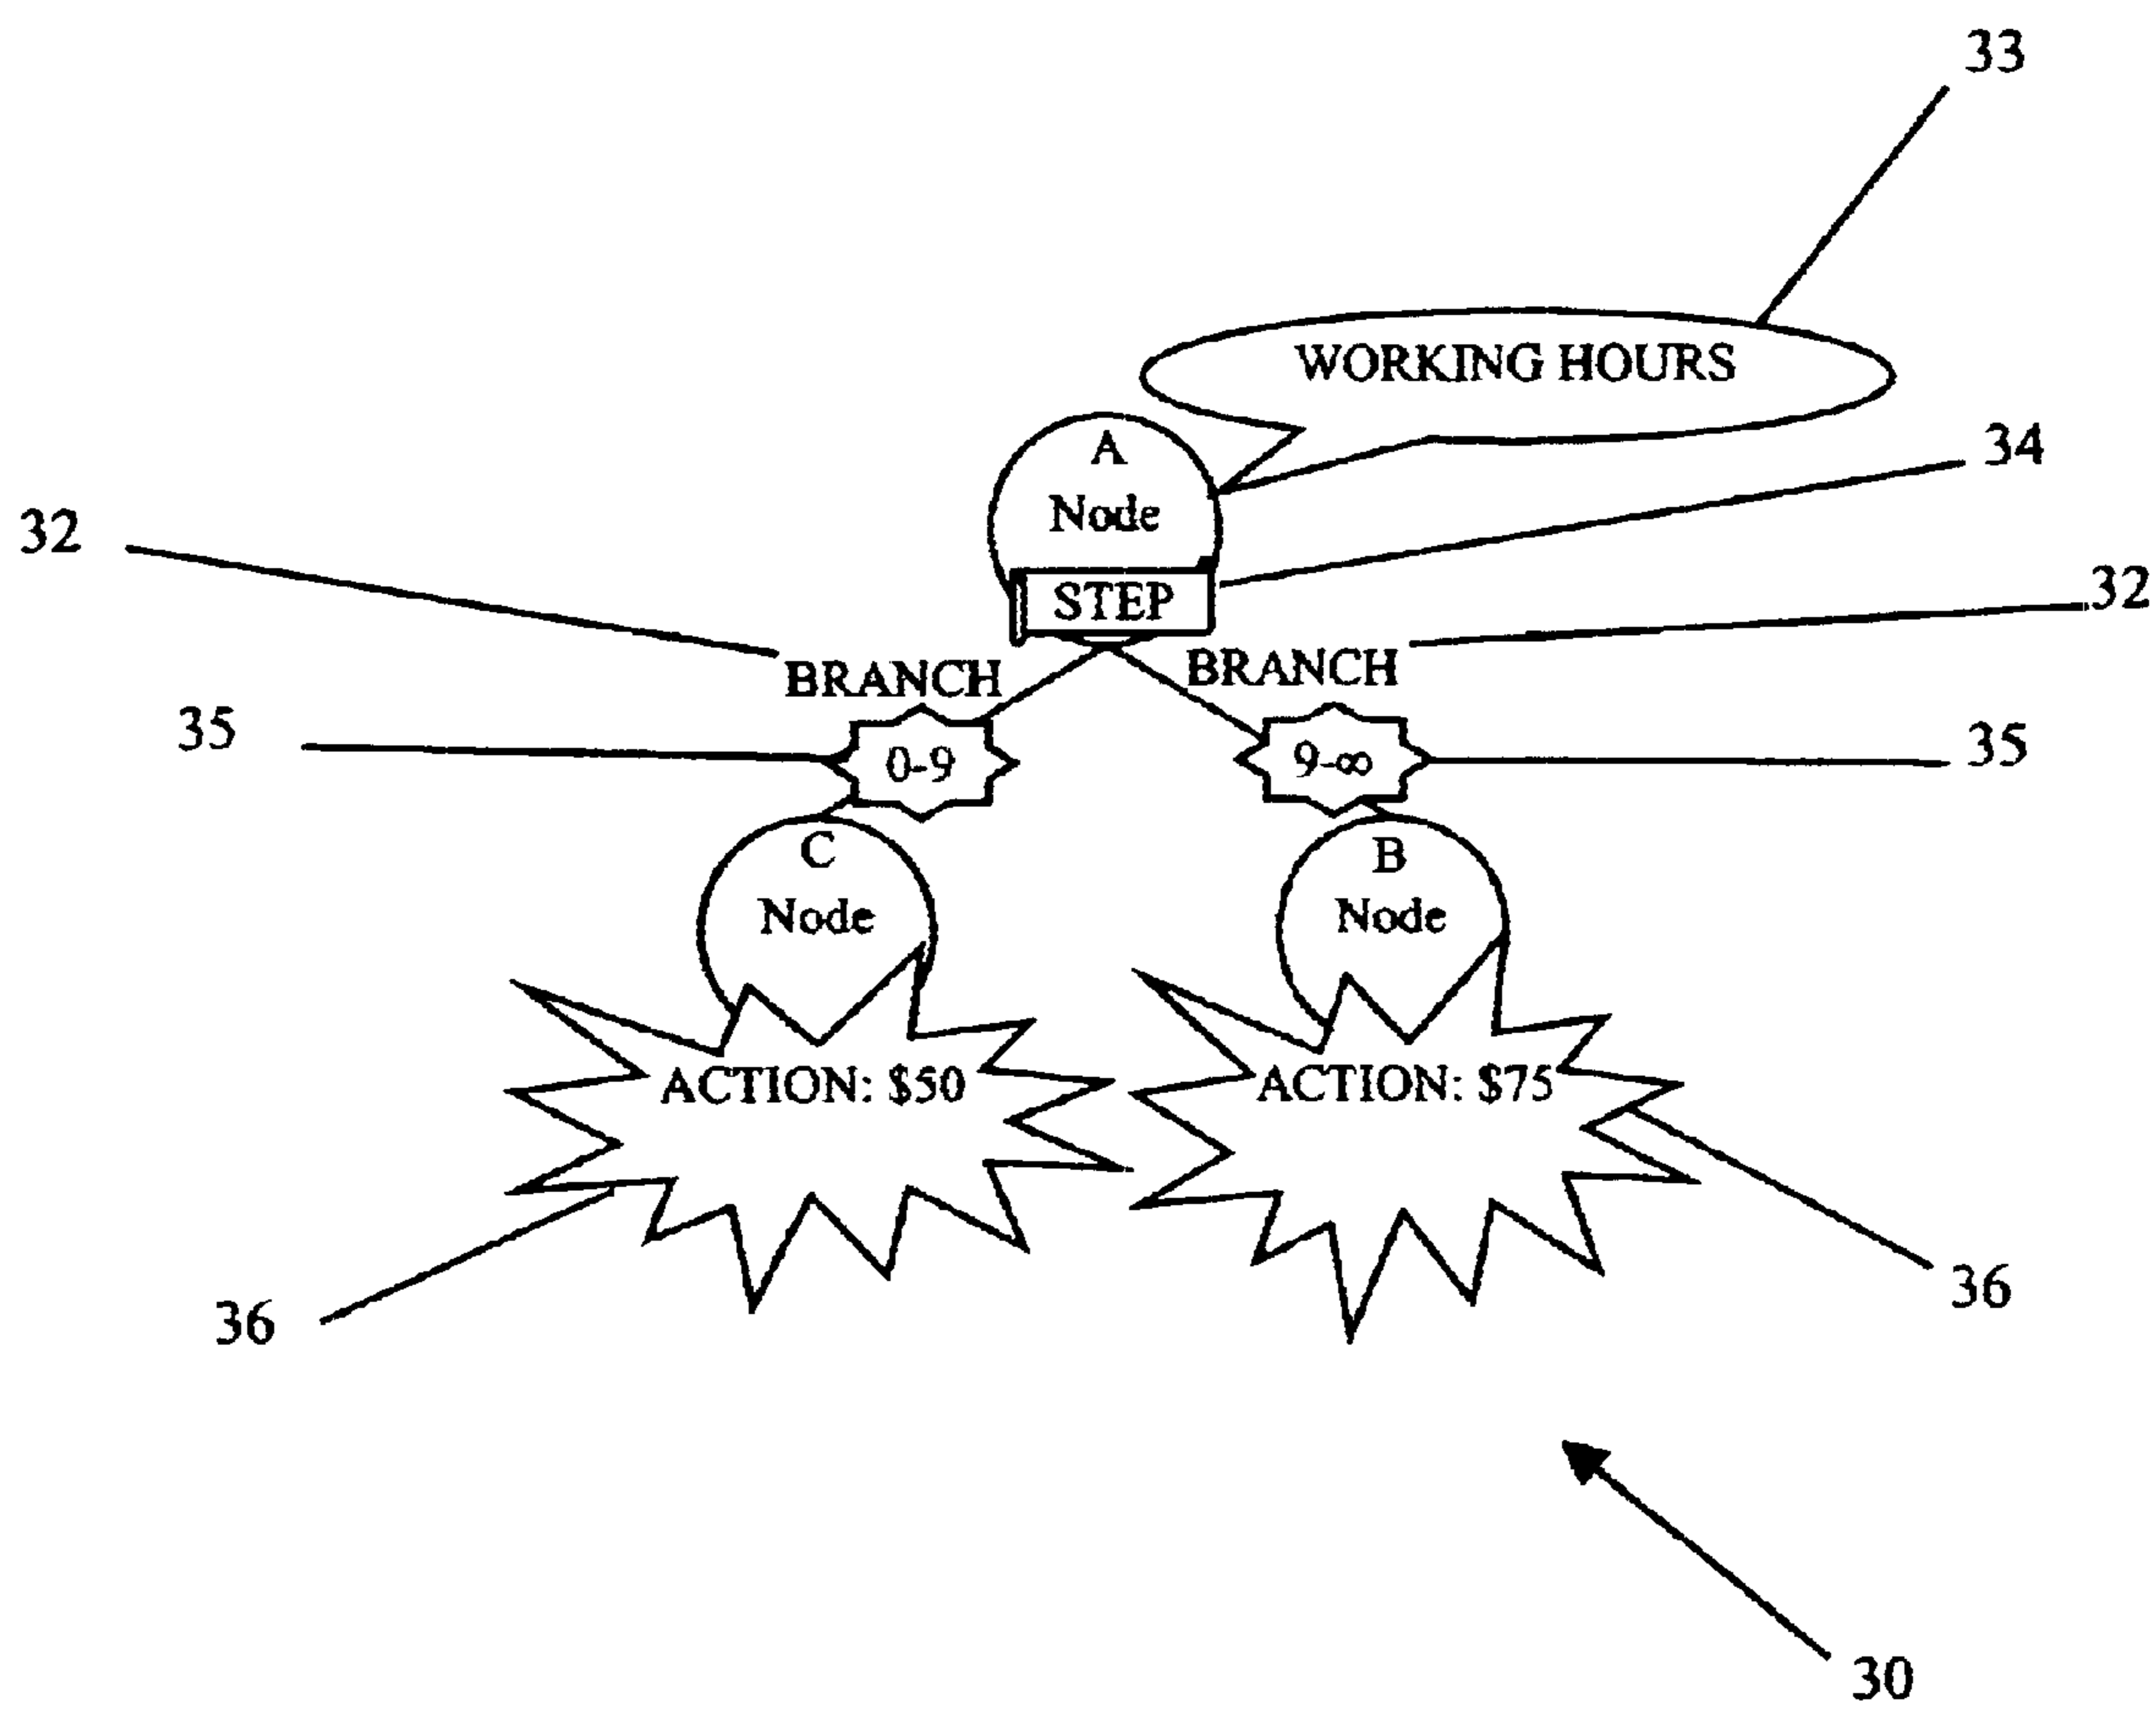 33
WORKING HOURS
34
A
Node
32
STEP
32
BRANCH
BRANCH
35
0-9
9-∞
35
C
Node
B
Node
ACTION: $50
ACTION: $75
36
36
30